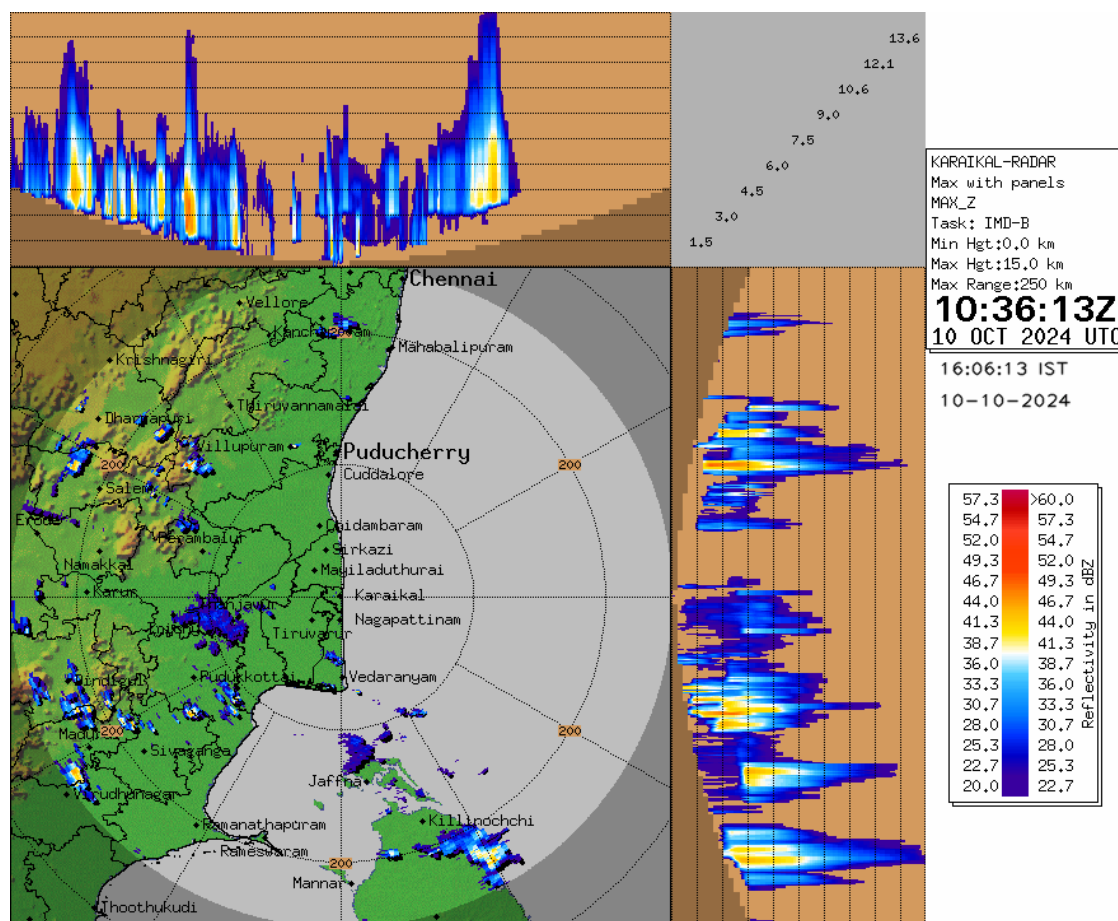 13.6
12.1
10.6
9.0
7.5
6.0
4.5
3.0
1.5
KARAIKAL-RADAR
Max with panels
MAX_Z
Task: IMD-B
Min Hgt:0.0 km
Max Hgt:15.0 km
Max Range:250 km
10:36:13Z
10 OCT 2024 UTC
16:06:13 IST
10-10-2024
57.3 >60.0
54.7 57.3
52.0 54.7
49.3 52.0
46.7 49.3
44.0 46.7
41.3 44.0
38.7 41.3
36.0 38.7
33.3 36.0
30.7 33.3
28.0 30.7
25.3 28.0
22.7 25.3
20.0 22.7
Reflectivity in dBZ
Chennai
Vellore
Mahabalipuram
Krishnagiri
Thiruvannamalai
Dharmapuri
Villupuram
Puducherry
200
200
Cuddalore
Salem
Erode
Chidambaram
Perambalur
Sirkazi
Namakkal
Mayiladuthurai
Karur
Karaikal
Thanjavur
Nagapattinam
Tiruvarur
Dindigul
Pudukkottai
Vedaranyam
200
200
Sivaganga
Jaffna
Virudhunagar
Ramanathapuram
Killinochchi
Rameswaram
200
Mannar
Thoothukudi